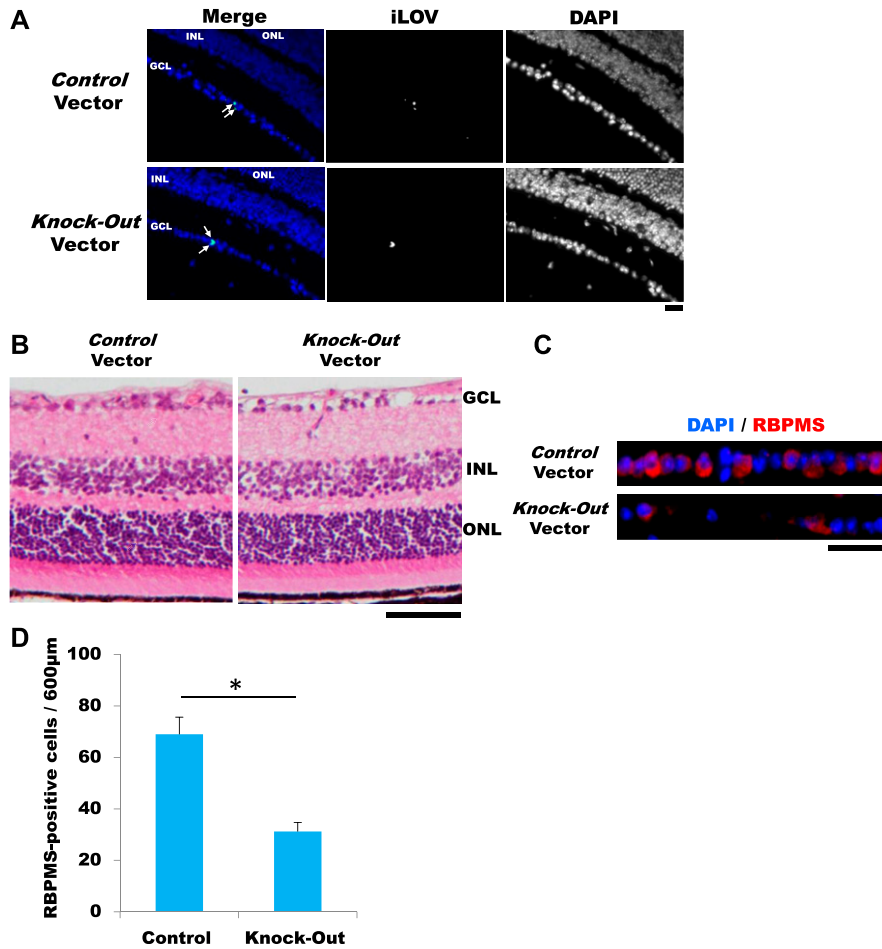 A
Merge
iLOV
DAPI
Control
Vector
INL
ONL
GCL
Knock-Out
Vector
INL
ONL
GCL
B
Control
Vector
Knock-Out
Vector
GCL
INL
ONL
C
DAPI / RBPMS
Control
Vector
Knock-Out
Vector
D
RBPMS-positive cells / 600µm
100
80
60
40
20
0
*
Control
Knock-Out